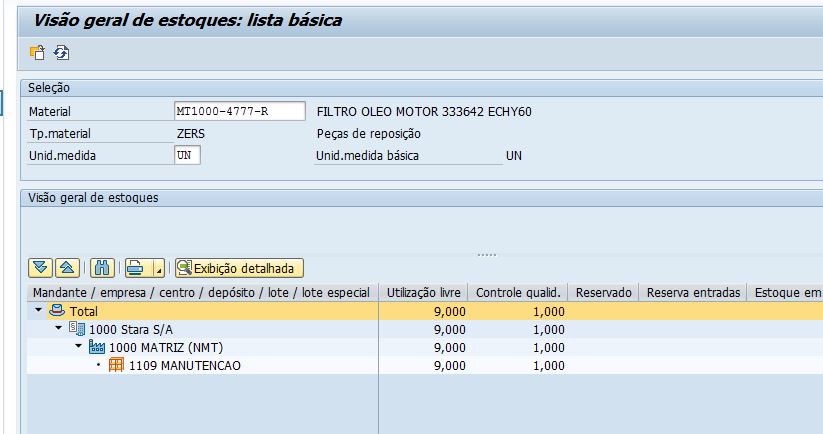 Visão geral de estoques: lista básica
Seleção
Material MT1000-4777-R FILTRO OLEO MOTOR 333642 ECHY60
Tp.material ZERS Peças de reposição
Unid.medida UN Unid.medida básica UN
Visão geral de estoques
Exibição detalhada
Mandante / empresa / centro / depósito / lote / lote especial Utilização livre Controle qualid. Reservado Reserva entradas Estoque em
Total 9,000 1,000
1000 Stara S/A 9,000 1,000
1000 MATRIZ (NMT) 9,000 1,000
1109 MANUTENCAO 9,000 1,000